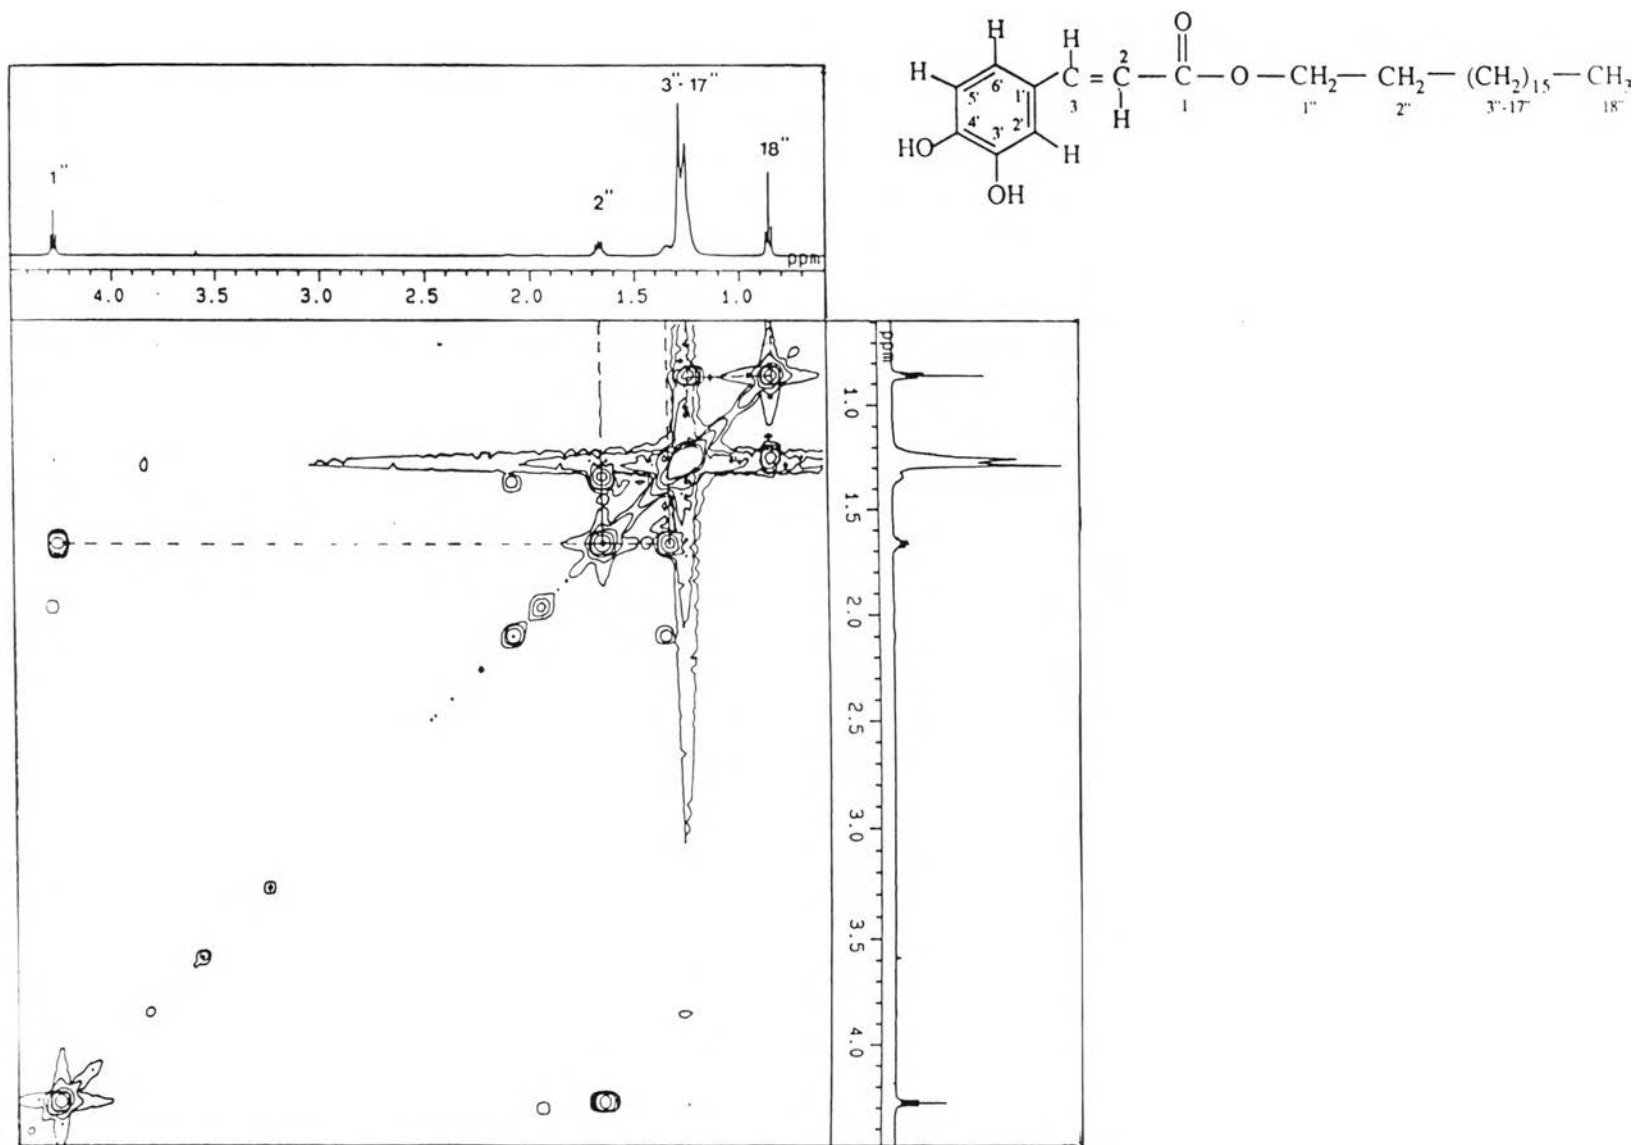 3''-17''
1''
2''
18''
ppm
4.0 3.5 3.0 2.5 2.0 1.5 1.0
O
H H H 2
H 6' C=C—C—O—CH₂—CH₂—(CH₂)₁₅—CH₃
5' 1' 3 H 1 1'' 2'' 3''-17'' 18''
4' 3' 2' H
HO
OH
ppm
1.0
1.5
2.0
2.5
3.0
3.5
4.0